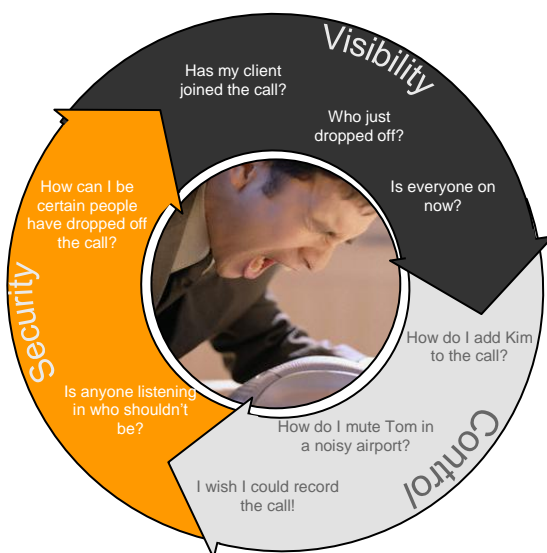 Visibility
Has my client
joined the call?
Who just
dropped off?
Is everyone on
now?
Control
How do I add Kim
to the call?
How do I mute Tom in
a noisy airport?
I wish I could record
the call!
Security
Is anyone listening
in who shouldn't
be?
How can I be
certain people
have dropped off
the call?